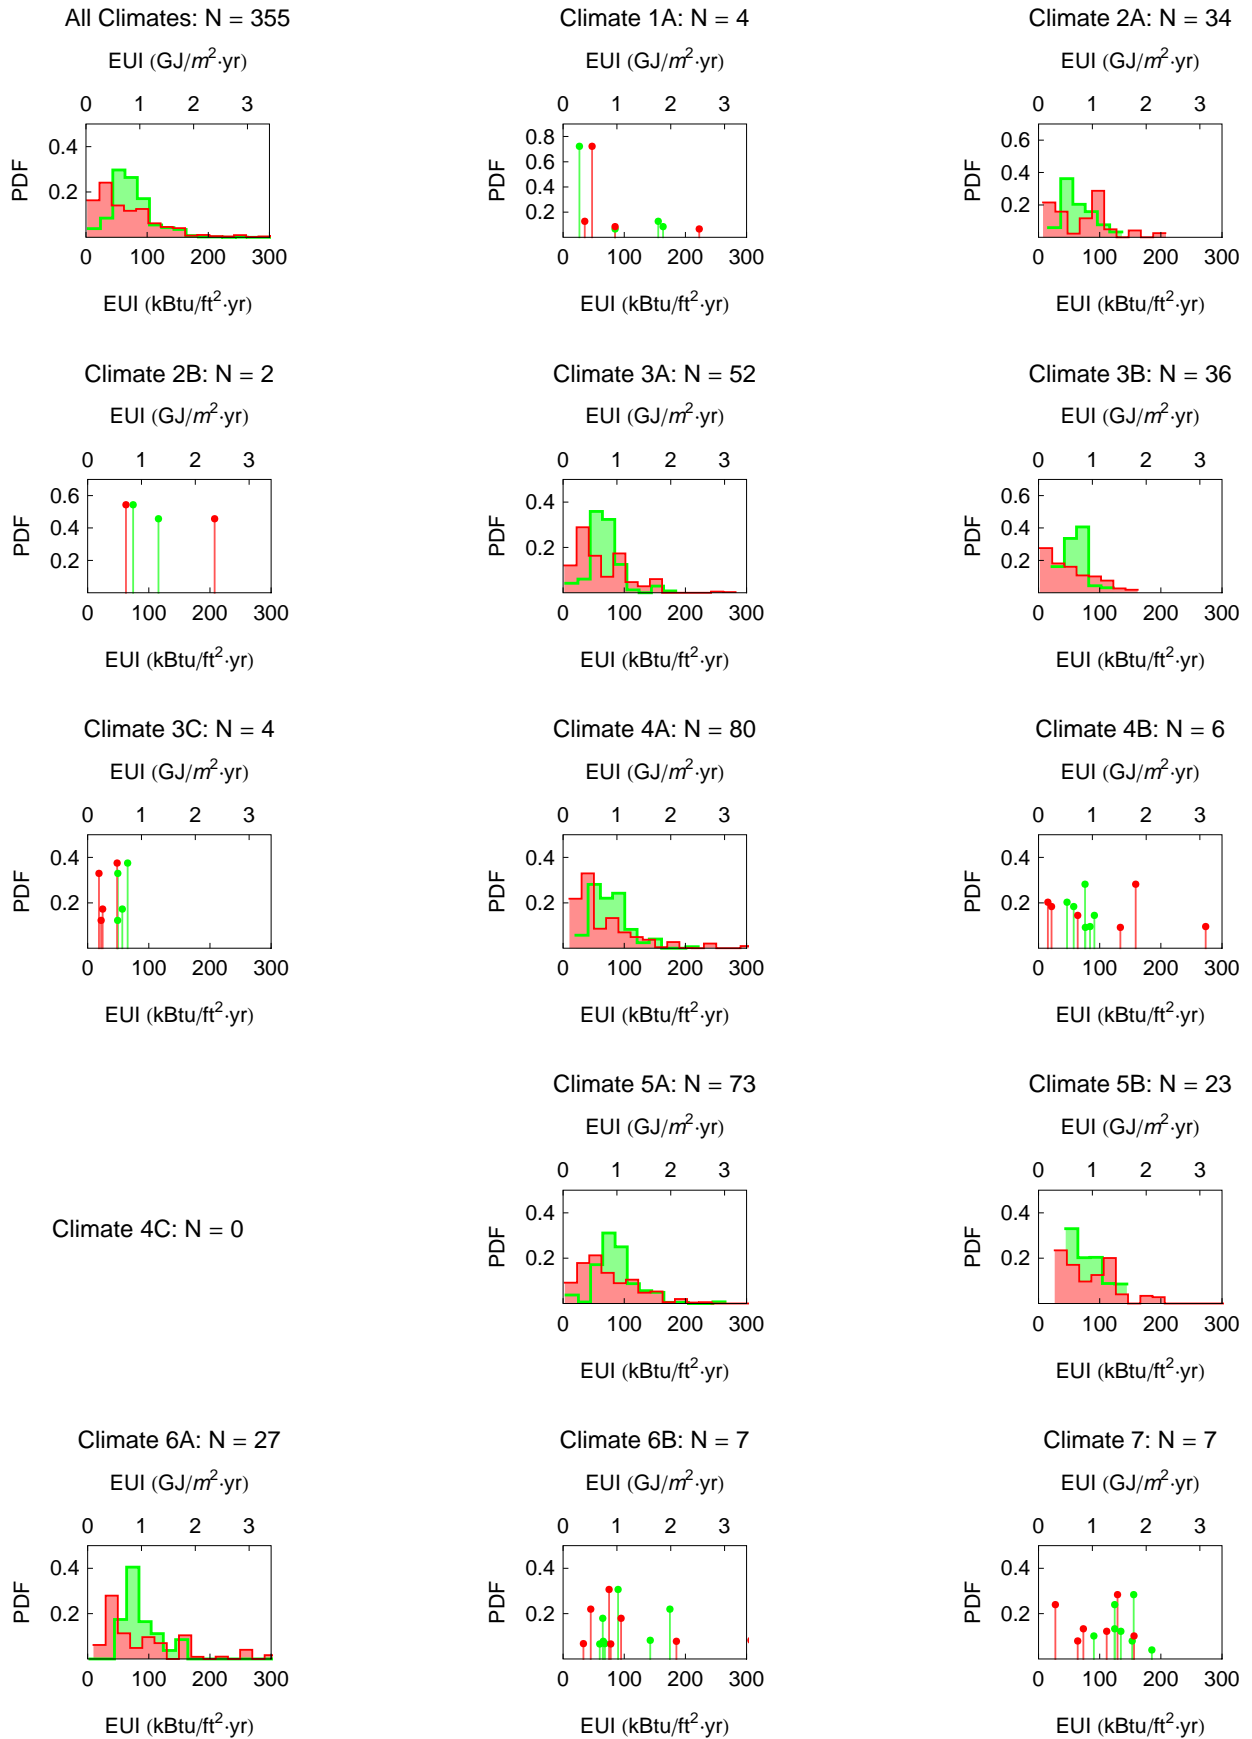 All Climates: N = 355
EUI (GJ/m²·yr)
0 1 2 3
PDF
0.4
0.2
0 100 200 300
EUI (kBtu/ft²·yr)
Climate 1A: N = 4
EUI (GJ/m²·yr)
0 1 2 3
PDF
0.8
0.6
0.4
0.2
0 100 200 300
EUI (kBtu/ft²·yr)
Climate 2A: N = 34
EUI (GJ/m²·yr)
0 1 2 3
PDF
0.6
0.4
0.2
0 100 200 300
EUI (kBtu/ft²·yr)
Climate 2B: N = 2
EUI (GJ/m²·yr)
0 1 2 3
PDF
0.6
0.4
0.2
0 100 200 300
EUI (kBtu/ft²·yr)
Climate 3A: N = 52
EUI (GJ/m²·yr)
0 1 2 3
PDF
0.4
0.2
0 100 200 300
EUI (kBtu/ft²·yr)
Climate 3B: N = 36
EUI (GJ/m²·yr)
0 1 2 3
PDF
0.6
0.4
0.2
0 100 200 300
EUI (kBtu/ft²·yr)
Climate 3C: N = 4
EUI (GJ/m²·yr)
0 1 2 3
PDF
0.4
0.2
0 100 200 300
EUI (kBtu/ft²·yr)
Climate 4A: N = 80
EUI (GJ/m²·yr)
0 1 2 3
PDF
0.4
0.2
0 100 200 300
EUI (kBtu/ft²·yr)
Climate 4B: N = 6
EUI (GJ/m²·yr)
0 1 2 3
PDF
0.4
0.2
0 100 200 300
EUI (kBtu/ft²·yr)
Climate 4C: N = 0
Climate 5A: N = 73
EUI (GJ/m²·yr)
0 1 2 3
PDF
0.4
0.2
0 100 200 300
EUI (kBtu/ft²·yr)
Climate 5B: N = 23
EUI (GJ/m²·yr)
0 1 2 3
PDF
0.4
0.2
0 100 200 300
EUI (kBtu/ft²·yr)
Climate 6A: N = 27
EUI (GJ/m²·yr)
0 1 2 3
PDF
0.4
0.2
0 100 200 300
EUI (kBtu/ft²·yr)
Climate 6B: N = 7
EUI (GJ/m²·yr)
0 1 2 3
PDF
0.4
0.2
0 100 200 300
EUI (kBtu/ft²·yr)
Climate 7: N = 7
EUI (GJ/m²·yr)
0 1 2 3
PDF
0.4
0.2
0 100 200 300
EUI (kBtu/ft²·yr)